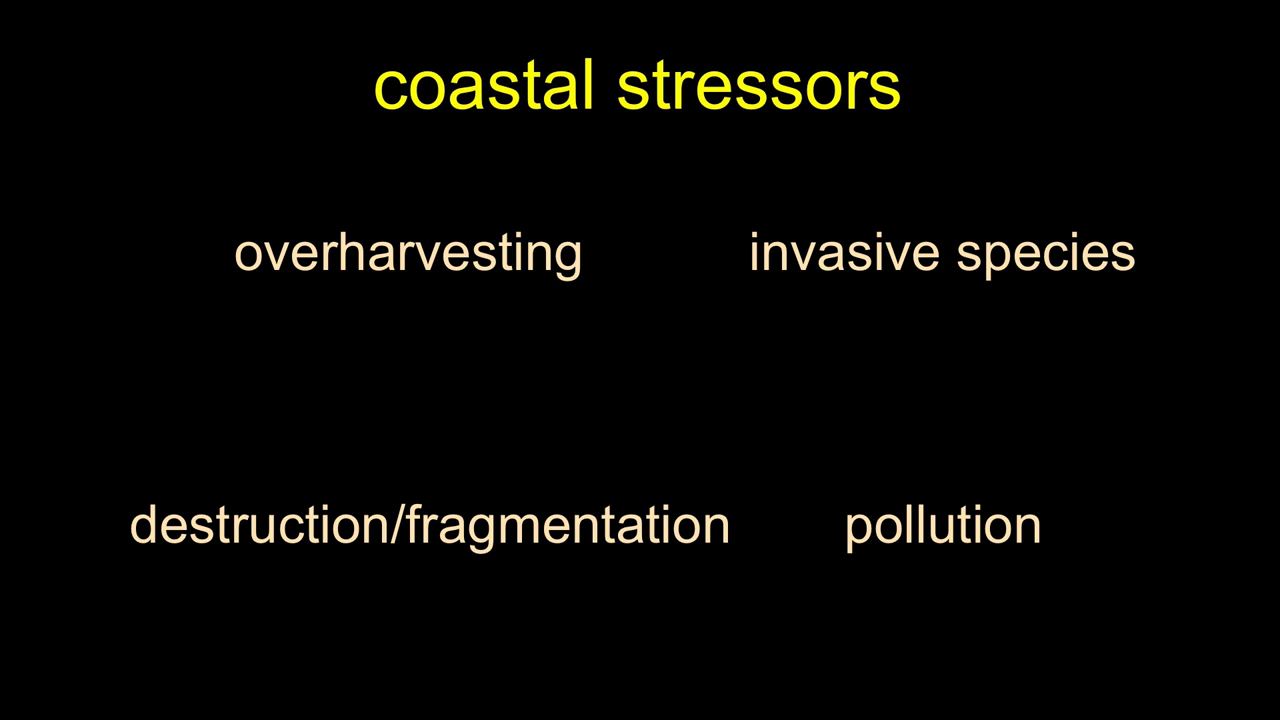 coastal stressors
overharvesting invasive species
destruction/fragmentation pollution